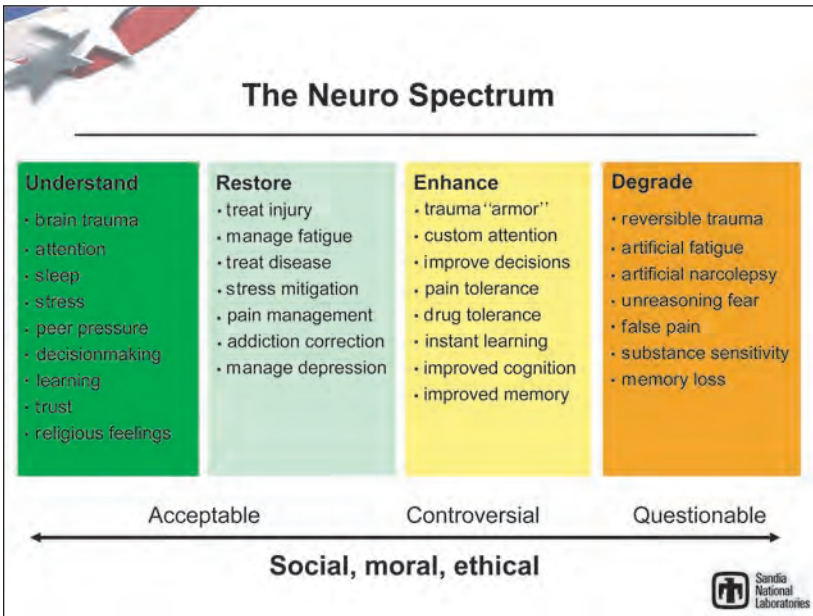 The Neuro Spectrum
Understand
· brain trauma
· attention
· sleep
· stress
· peer pressure
· decisionmaking
· learning
· trust
· religious feelings
Restore
· treat injury
· manage fatigue
· treat disease
· stress mitigation
· pain management
· addiction correction
· manage depression
Enhance
· trauma "armor"
· custom attention
· improve decisions
· pain tolerance
· drug tolerance
· instant learning
· improved cognition
· improved memory
Degrade
· reversible trauma
· artificial fatigue
· artificial narcolepsy
· unreasoning fear
· false pain
· substance sensitivity
· memory loss
Acceptable Controversial Questionable
Social, moral, ethical
Sandia
National
Laboratories